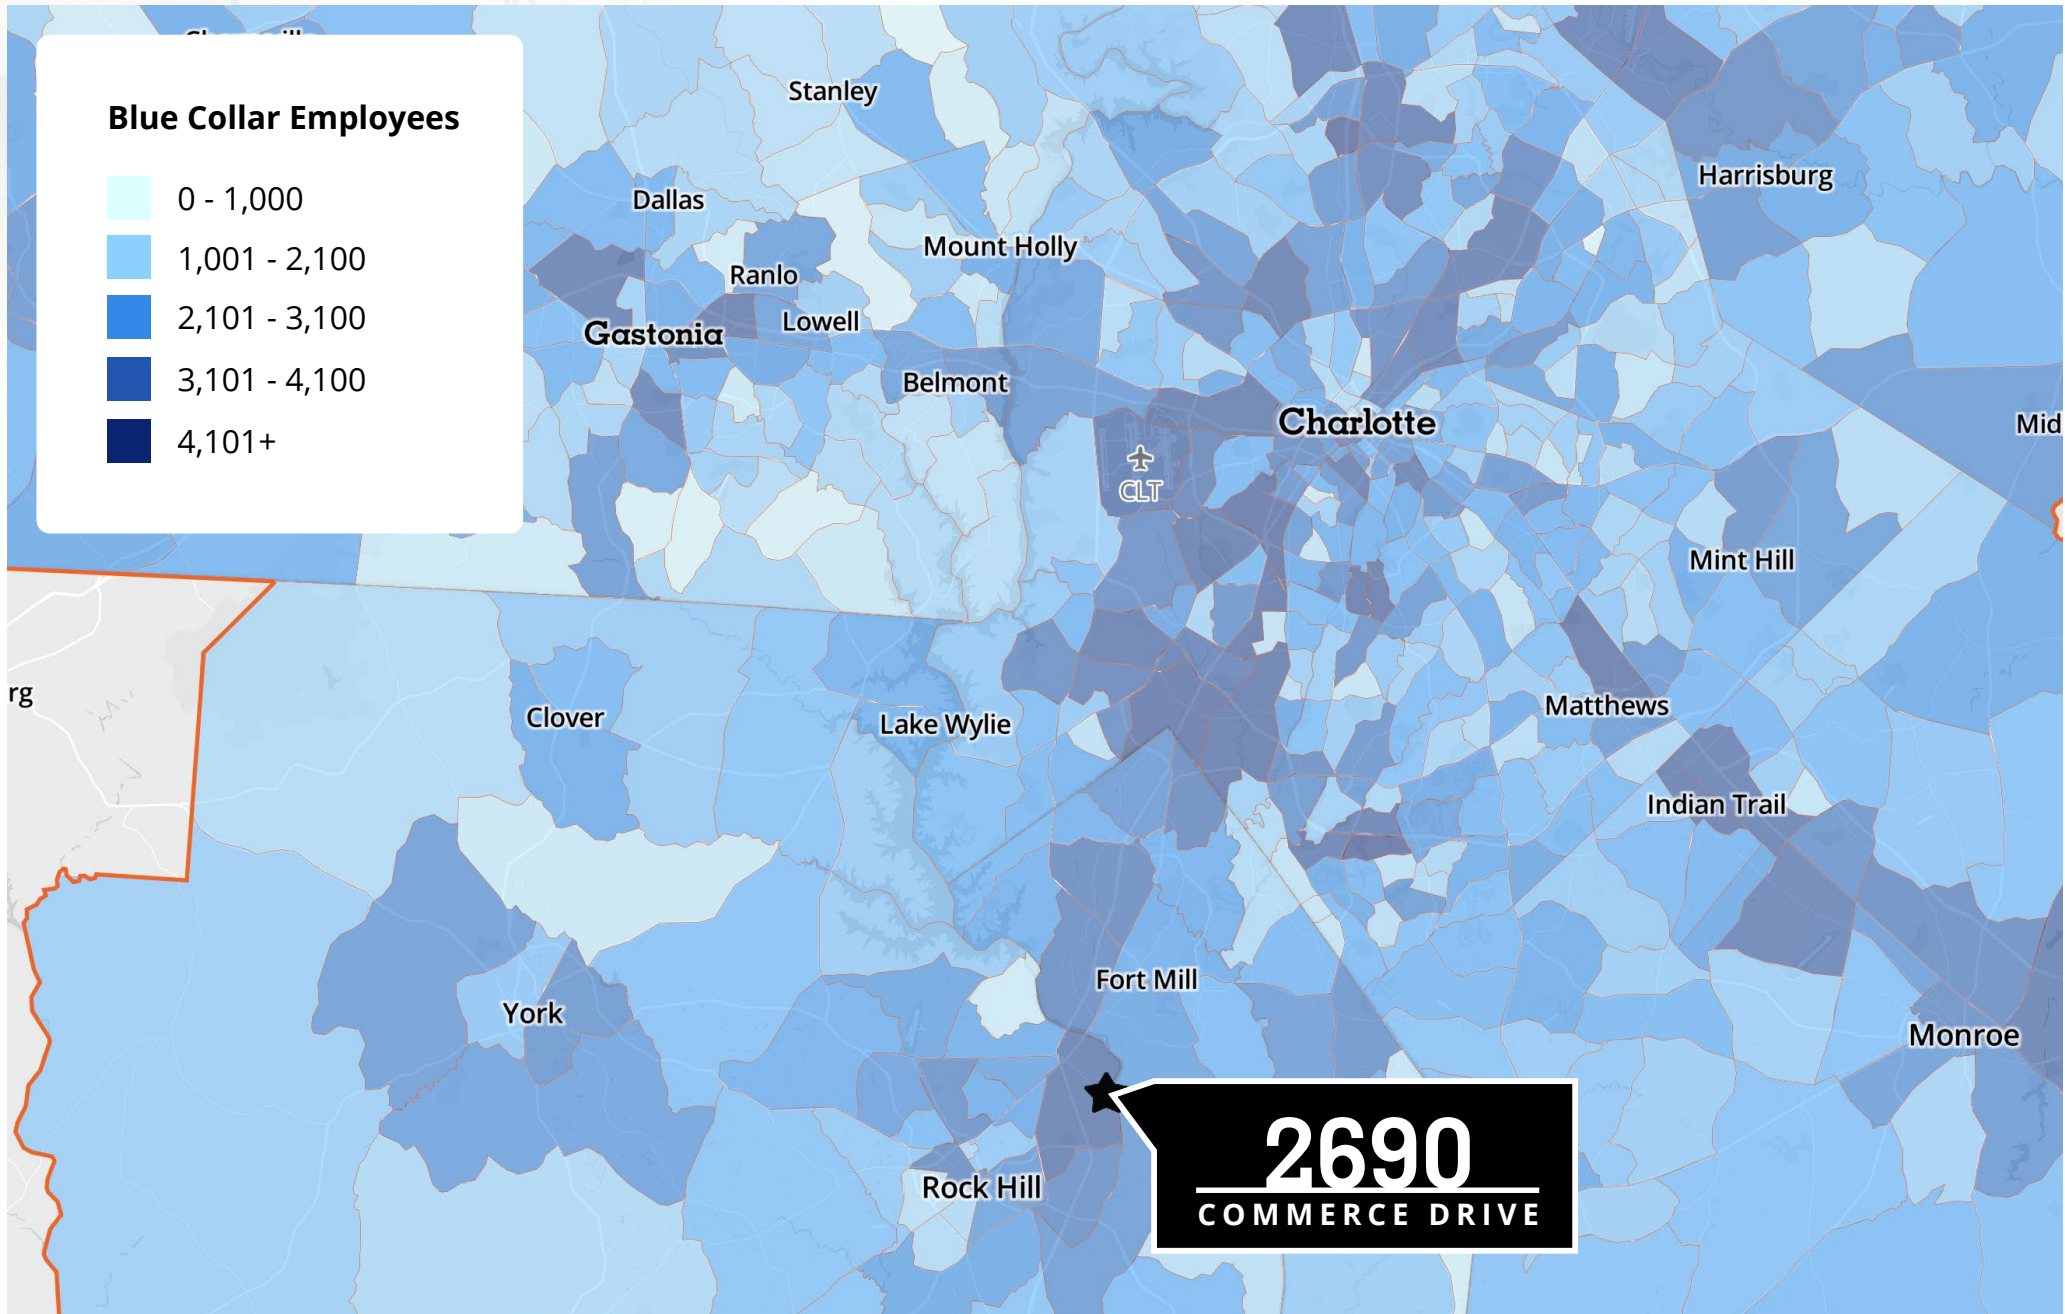 Blue Collar Employees
0 - 1,000
1,001 - 2,100
2,101 - 3,100
3,101 - 4,100
4,101+
Stanley
Harrisburg
Dallas
Mount Holly
Ranlo
Lowell
Gastonia
Belmont
Charlotte
Mid
CLT
Mint Hill
rg
Clover
Lake Wylie
Matthews
Indian Trail
Fort Mill
York
Monroe
Rock Hill
2690
COMMERCE DRIVE